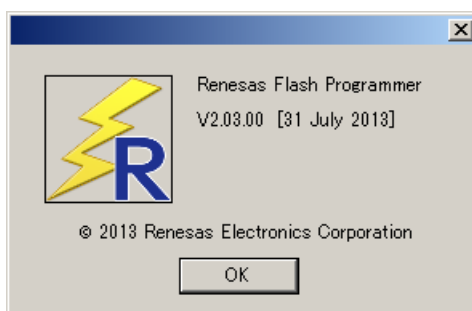 Renesas Flash Programmer
V2.03.00 [31 July 2013]
R
© 2013 Renesas Electronics Corporation
OK